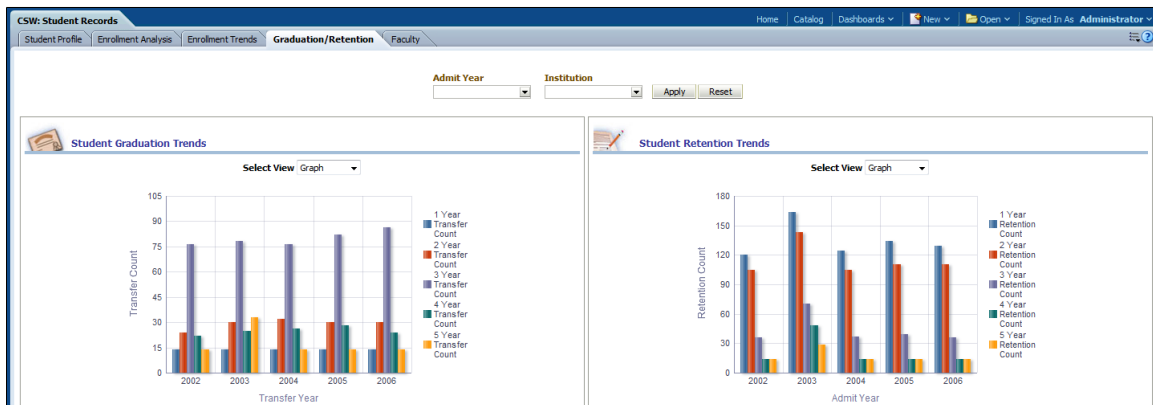 CSW: Student Records
Home Catalog Dashboards New Open Signed In As Administrator
Student Profile Enrollment Analysis Enrollment Trends Graduation/Retention Faculty
Admit Year Institution
Apply Reset
Student Graduation Trends
Select View Graph
Transfer Count
105
90
75
60
45
30
15
0
2002 2003 2004 2005 2006
Transfer Year
1 Year
Transfer
Count
2 Year
Transfer
Count
3 Year
Transfer
Count
4 Year
Transfer
Count
5 Year
Transfer
Count
Student Retention Trends
Select View Graph
Retention Count
180
150
120
90
60
30
0
2002 2003 2004 2005 2006
Admit Year
1 Year
Retention
Count
2 Year
Retention
Count
3 Year
Retention
Count
4 Year
Retention
Count
5 Year
Retention
Count